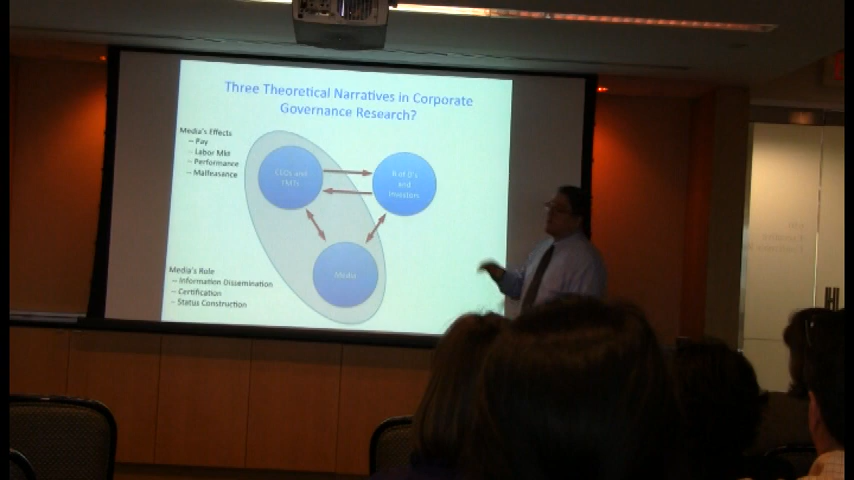 Three Theoretical Narratives in Corporate
Governance Research?
Media's Effects
– Pay
– Labor Mkt
– Performance
– Malfeasance
CEOs and
TMTs
B of D's
and
Investors
Media
Media's Role
– Information Dissemination
– Certification
– Status Construction